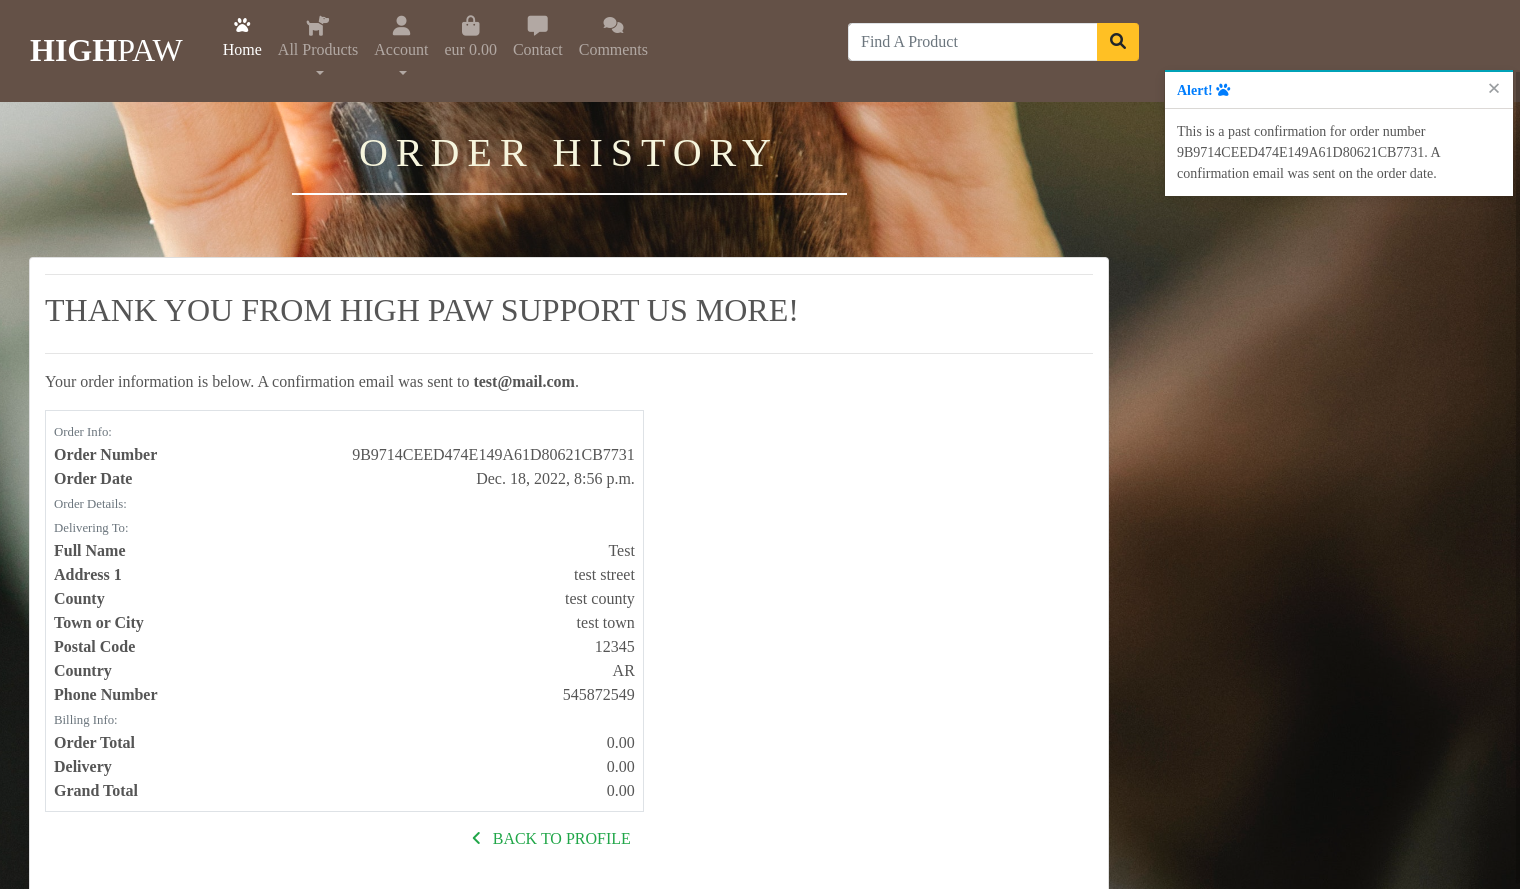 HIGHPAW
Home
All Products
Account
eur 0.00
Contact
Comments
Find A Product
Alert!
This is a past confirmation for order number
9B9714CEED474E149A61D80621CB7731. A
confirmation email was sent on the order date.
ORDER HISTORY
THANK YOU FROM HIGH PAW SUPPORT US MORE!
Your order information is below. A confirmation email was sent to test@mail.com.
Order Info:
Order Number 9B9714CEED474E149A61D80621CB7731
Order Date Dec. 18, 2022, 8:56 p.m.
Order Details:
Delivering To:
Full Name Test
Address 1 test street
County test county
Town or City test town
Postal Code 12345
Country AR
Phone Number 545872549
Billing Info:
Order Total 0.00
Delivery 0.00
Grand Total 0.00
BACK TO PROFILE